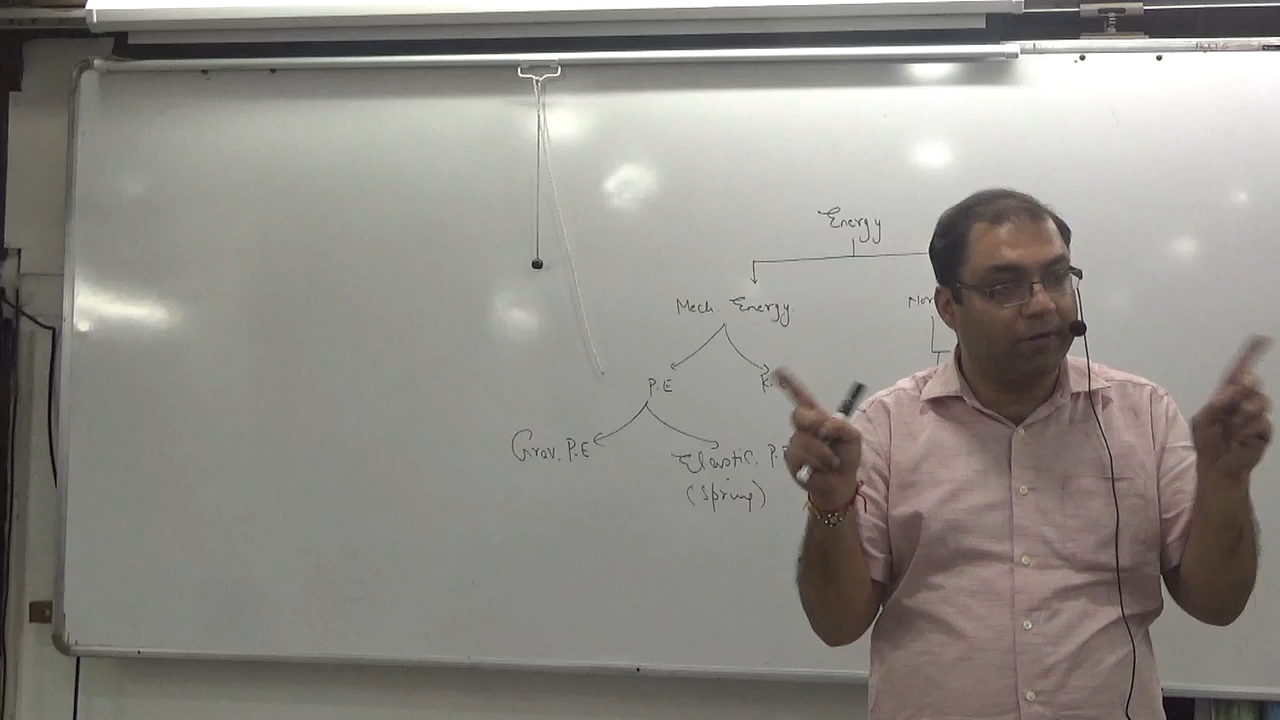 Energy
Mech. Energy
P.E
Grav. P.E
Elastic. P.E
(Spring)